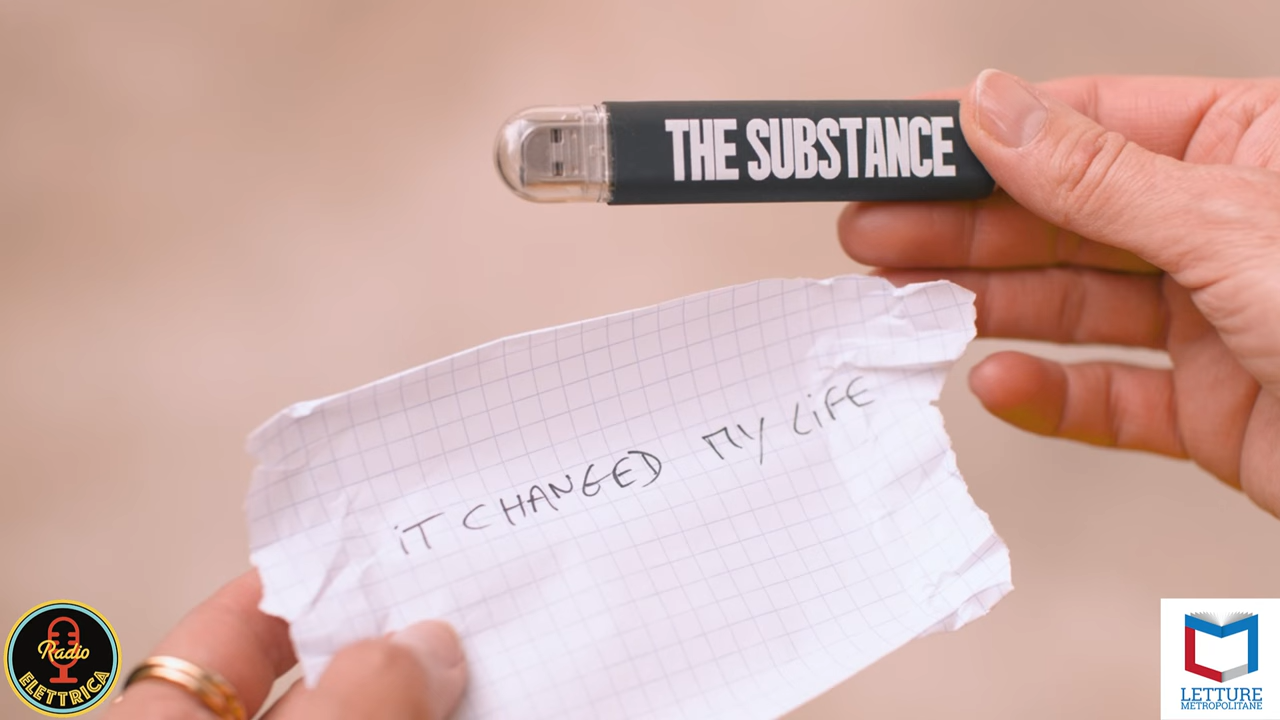 THE SUBSTANCE
iT CHANGED MY LiFE
Radio
ELETTRICA
LETTURE
METROPOLITANE